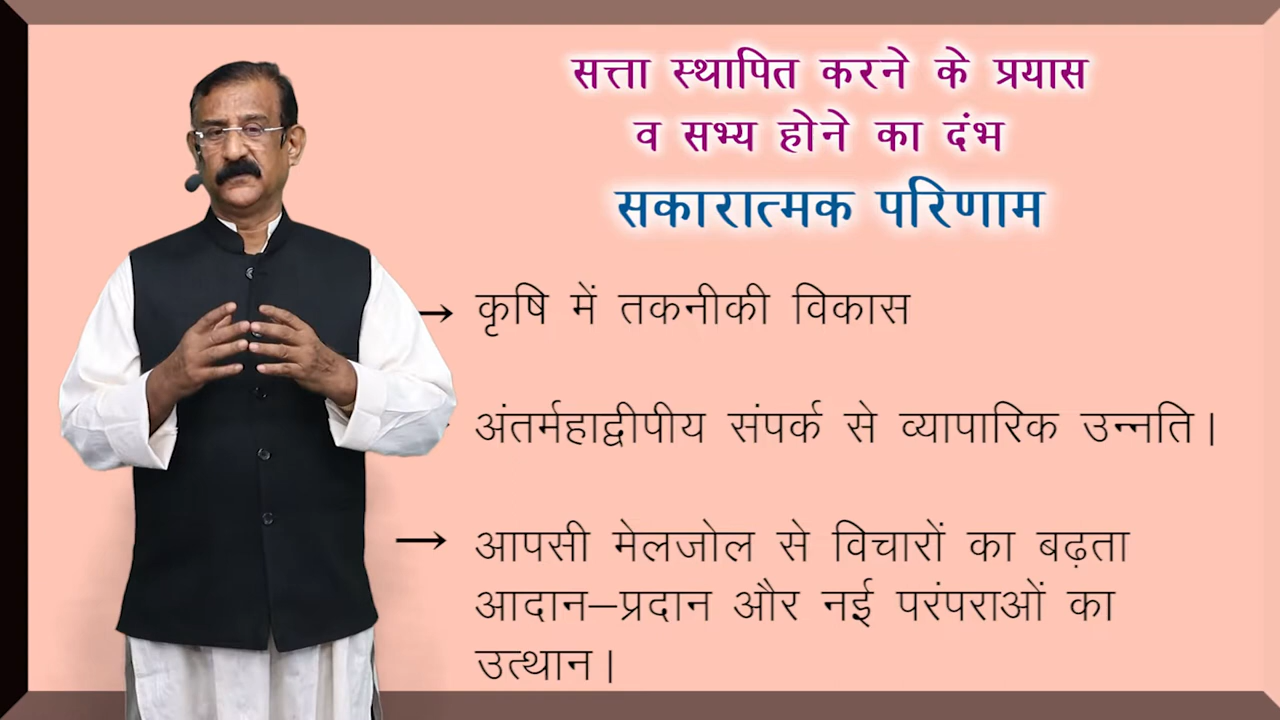 सत्ता स्थापित करने के प्रयास
व सभ्य होने का दंभ
सकारात्मक परिणाम
→ कृषि में तकनीकी विकास
अंतर्महाद्वीपीय संपर्क से व्यापारिक उन्नति।
→ आपसी मेलजोल से विचारों का बढ़ता
आदान–प्रदान और नई परंपराओं का
उत्थान।